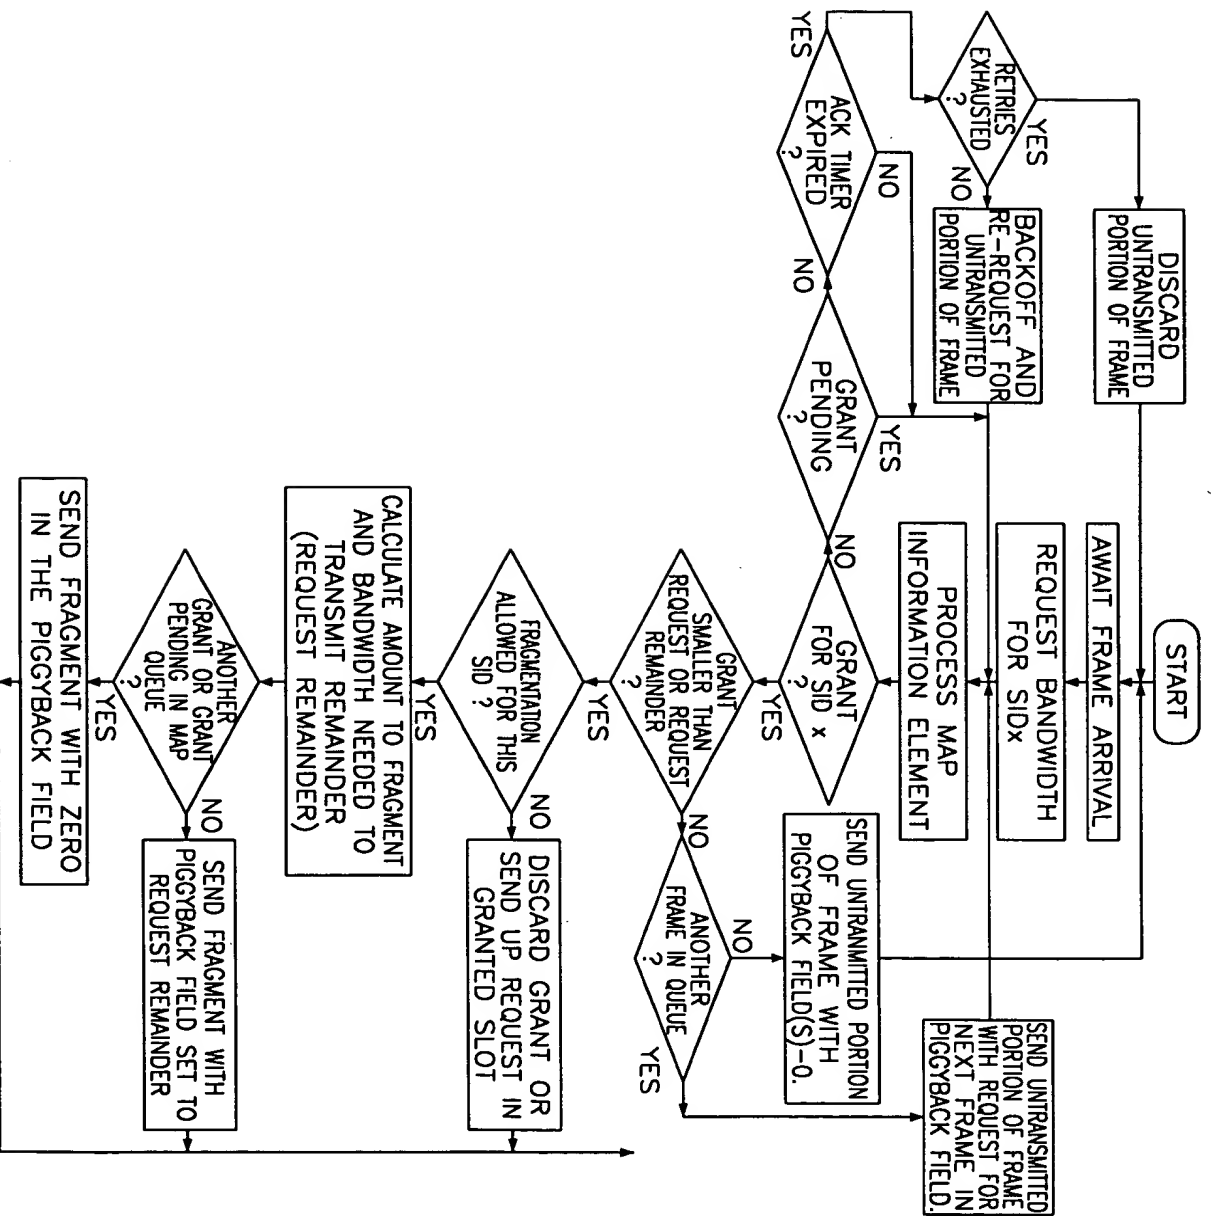 START
AWAIT FRAME ARRIVAL
REQUEST BANDWIDTH
FOR SIDx
PROCESS MAP
INFORMATION ELEMENT
GRANT
FOR SID x
?
NO
YES
GRANT
PENDING
?
YES
NO
ACK TIMER
EXPIRED
?
NO
YES
RETRIES
EXHAUSTED
?
YES
NO
DISCARD
UNTRANSMITTED
PORTION OF FRAME
BACKOFF AND
RE-REQUEST FOR
UNTRANSMITTED
PORTION OF FRAME
GRANT
SMALLER THAN
REQUEST OR REQUEST
REMAINDER
?
NO
YES
ANOTHER
FRAME IN QUEUE
?
NO
YES
SEND UNTRANMITTED PORTION
OF FRAME WITH
PIGGYBACK FIELD(S)-0.
SEND UNTRANSMITTED
PORTION OF FRAME
WITH REQUEST FOR
NEXT FRAME IN
PIGGYBACK FIELD.
FRAGMENTATION
ALLOWED FOR THIS
SID ?
NO
YES
DISCARD GRANT OR
SEND UP REQUEST IN
GRANTED SLOT
CALCULATE AMOUNT TO FRAGMENT
AND BANDWIDTH NEEDED TO
TRANSMIT REMAINDER
(REQUEST REMAINDER)
ANOTHER
GRANT OR GRANT
PENDING IN MAP
QUEUE
?
NO
YES
SEND FRAGMENT WITH
PIGGYBACK FIELD SET TO
REQUEST REMAINDER
SEND FRAGMENT WITH ZERO
IN THE PIGGYBACK FIELD